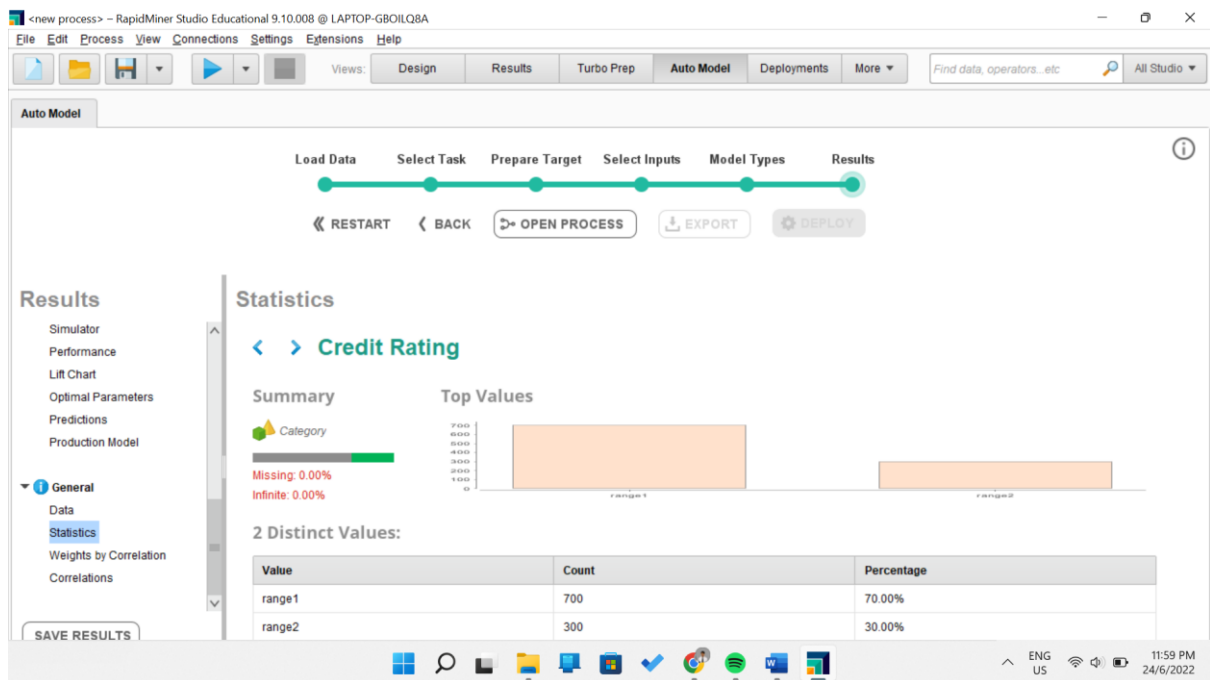 <new process> – RapidMiner Studio Educational 9.10.008 @ LAPTOP-GBOILQ8A
File Edit Process View Connections Settings Extensions Help
Views: Design Results Turbo Prep Auto Model Deployments More Find data, operators...etc All Studio
Auto Model
Load Data Select Task Prepare Target Select Inputs Model Types Results
RESTART BACK OPEN PROCESS EXPORT DEPLOY
Results
Simulator
Performance
Lift Chart
Optimal Parameters
Predictions
Production Model
General
Data
Statistics
Weights by Correlation
Correlations
SAVE RESULTS
Statistics
Credit Rating
Summary
Category
Missing: 0.00%
Infinite: 0.00%
Top Values
700
600
500
400
300
200
100
0
range1 range2
2 Distinct Values:
Value Count Percentage
range1 700 70.00%
range2 300 30.00%
ENG
US
11:59 PM
24/6/2022